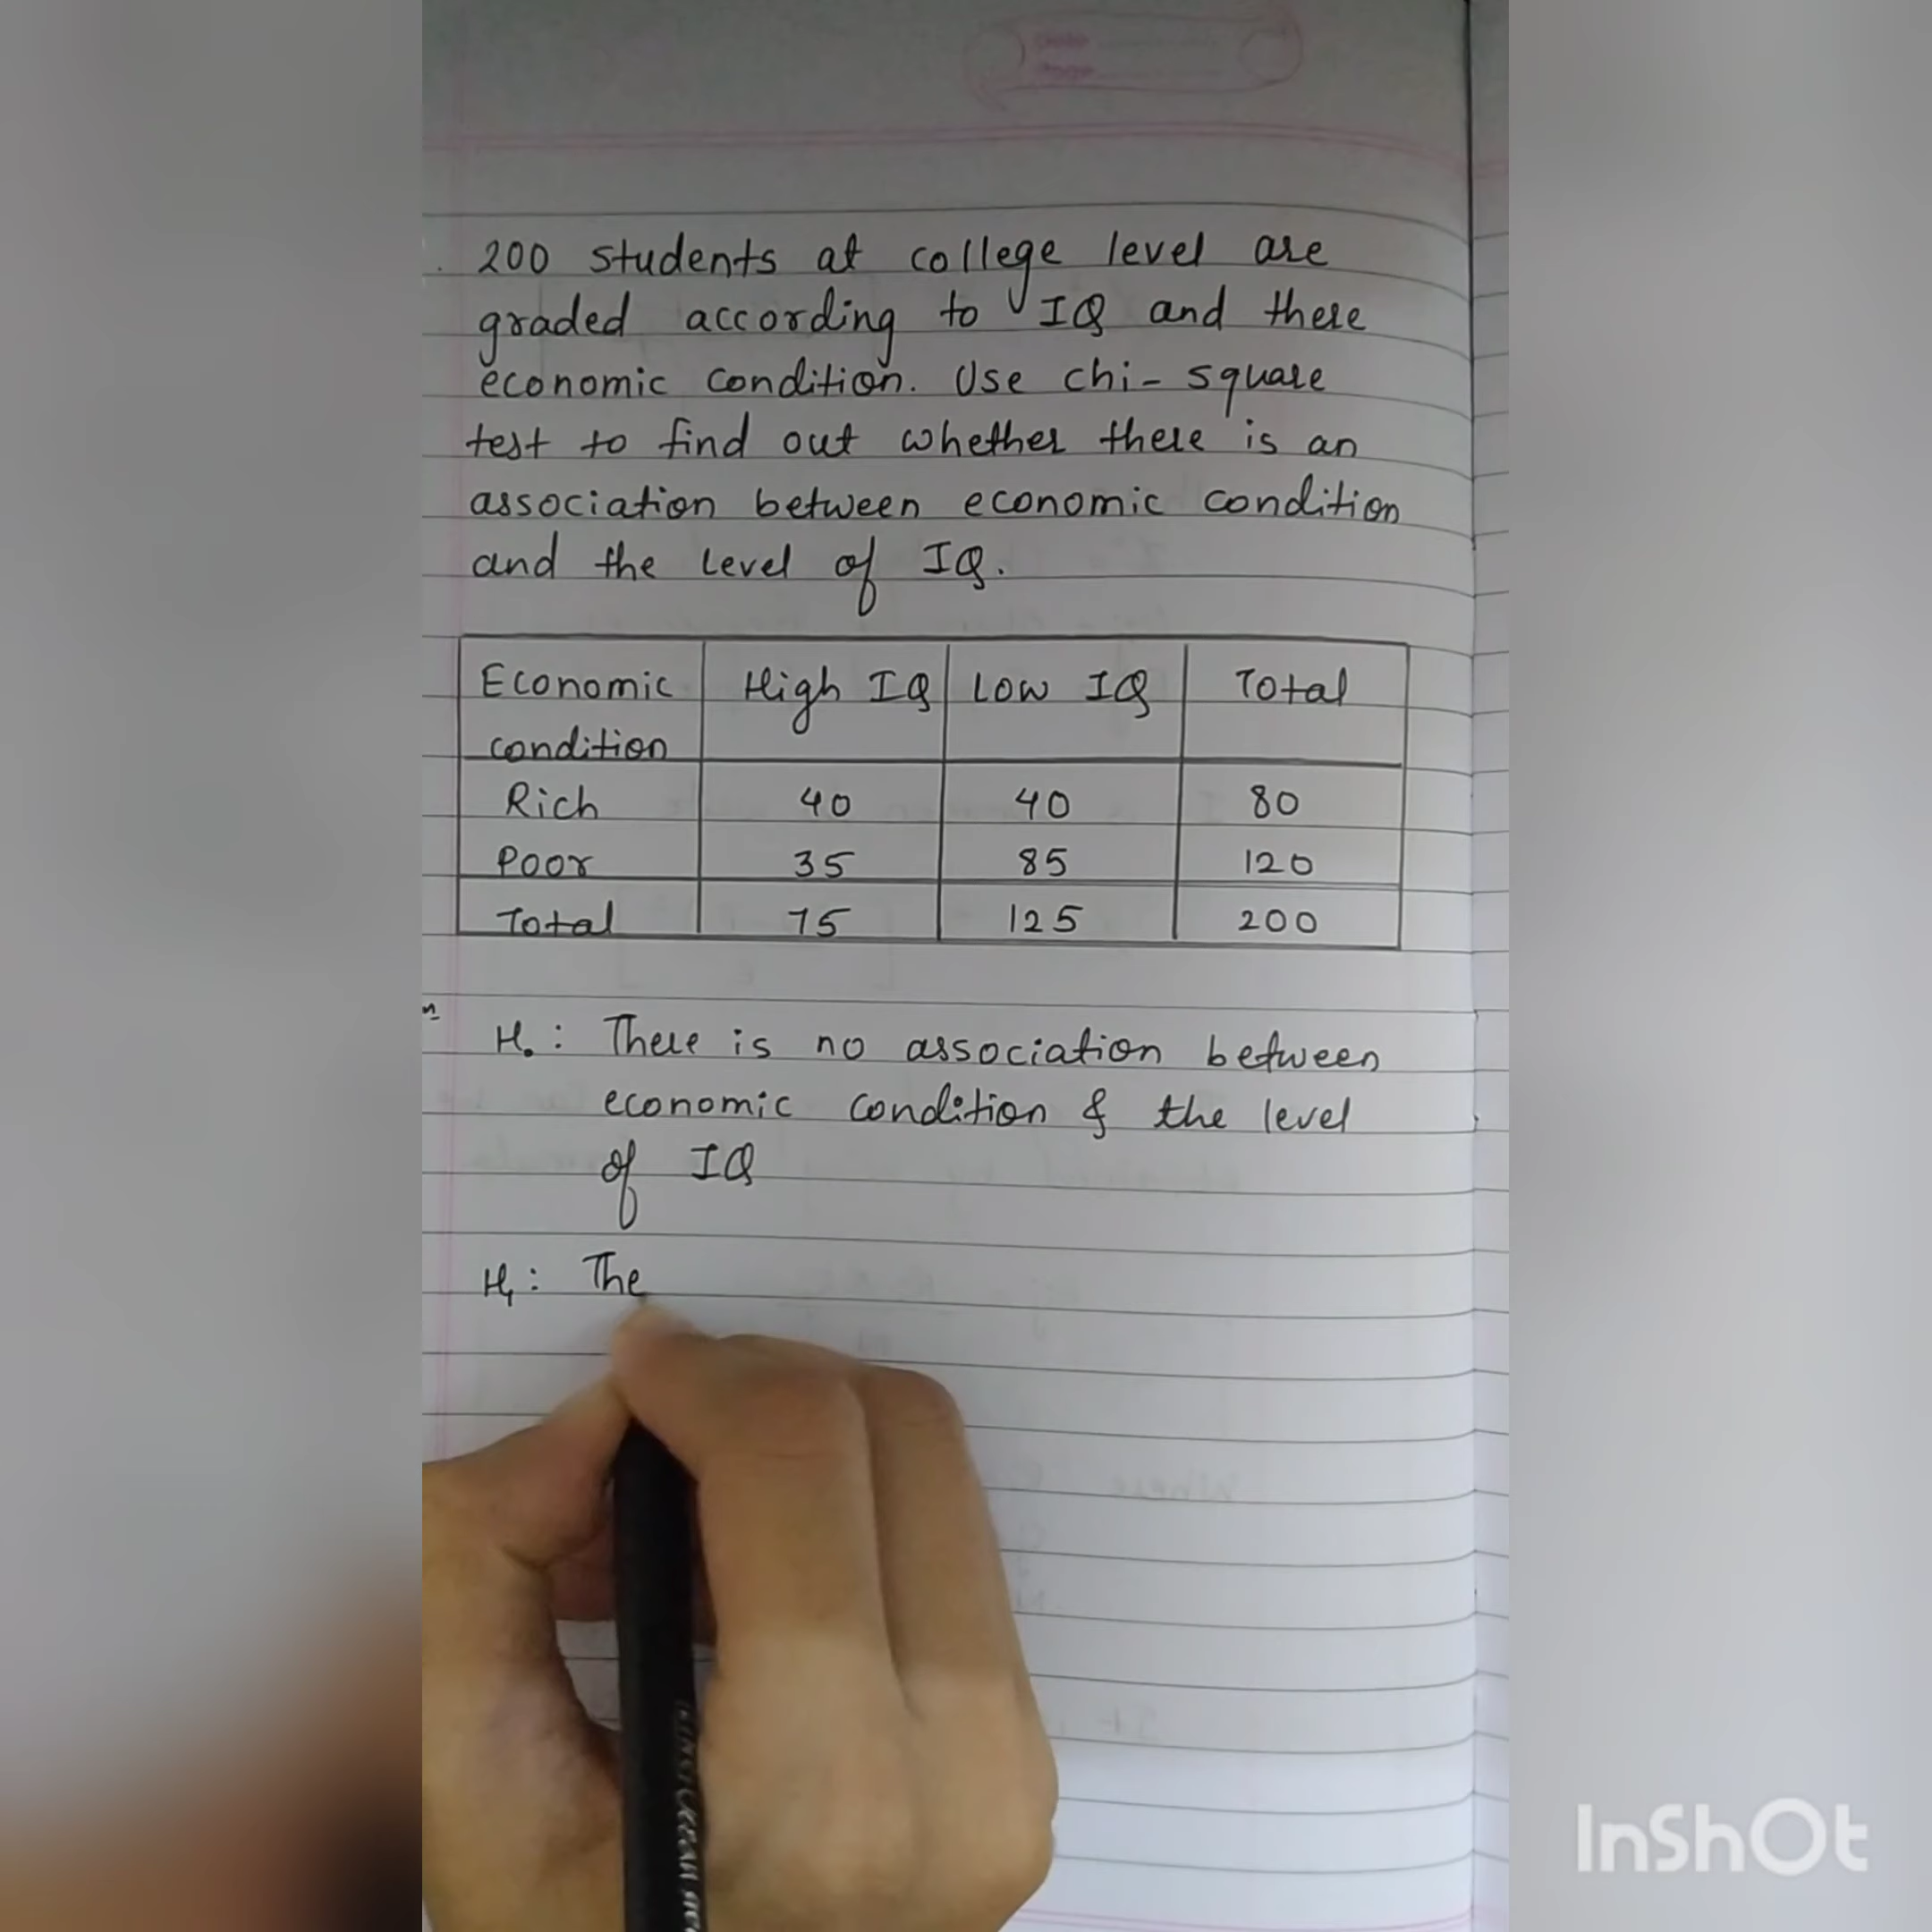 200 students at college level are
graded according to IQ and there
economic condition. Use chi-square
test to find out whether there is an
association between economic condition
and the level of IQ.
Economic condition High IQ Low IQ Total
Rich 40 40 80
Poor 35 85 120
Total 75 125 200
n
H₀: There is no association between
economic condition & the level
of IQ
H₁: The
InShOt